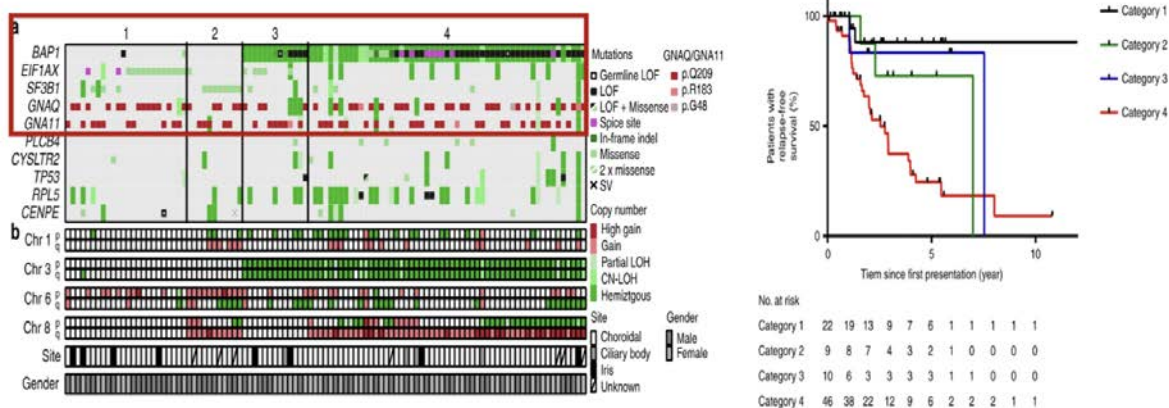 a
1 2 3 4
BAP1
EIF1AX
SF3B1
GNAQ
GNA11
PLCB4
CYSLTR2
TP53
RPL5
CENPE
Mutations
Germline LOF
LOF
LOF + Missense
Spice site
In-frame indel
Missense
2 x missense
SV
GNAQ/GNA11
p.Q209
p.R183
p.G48
Copy number
High gain
Gain
Partial LOH
CN-LOH
Hemiztgous
b
Chr 1 p q
Chr 3 p q
Chr 6 p q
Chr 8 p q
Site
Gender
Site
Choroidal
Ciliary body
Iris
Unknown
Gender
Male
Female
Patients with
relapse-free
survival (%)
100
50
0
0 5 10
Tiem since first presentation (year)
Category 1
Category 2
Category 3
Category 4
No. at risk
Category 1 22 19 13 9 7 6 1 1 1 1 1
Category 2 9 8 7 4 3 2 1 0 0 0 0
Category 3 10 6 3 3 3 3 1 1 0 0 0
Category 4 46 38 22 12 9 6 2 2 2 1 1